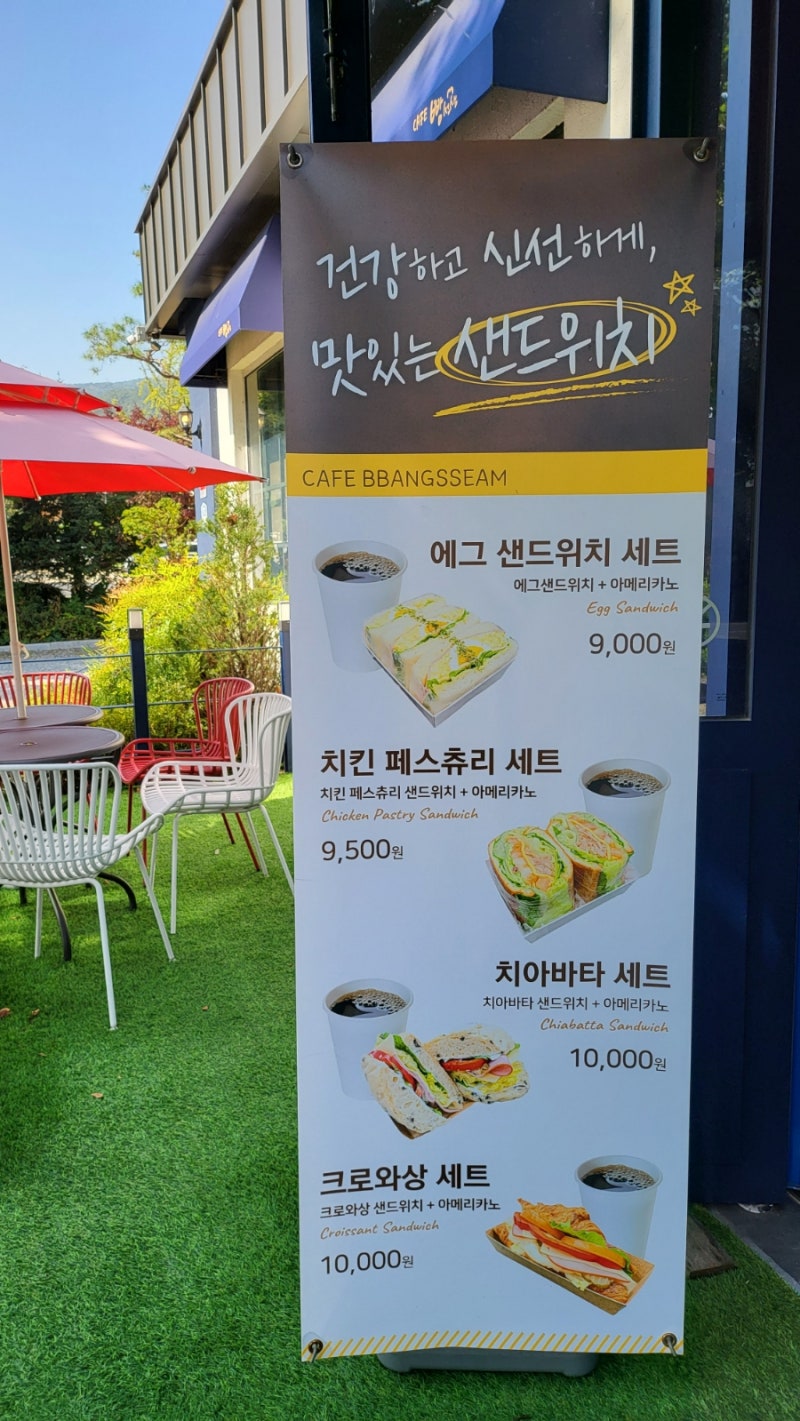 CAFE 빵
건강하고 신선하게,
맛있는 샌드위치
CAFE BBANGSSEAM
에그 샌드위치 세트
에그샌드위치 + 아메리카노
Egg Sandwich
9,000원
치킨 페스츄리 세트
치킨 페스츄리 샌드위치 + 아메리카노
Chicken Pastry Sandwich
9,500원
치아바타 세트
치아바타 샌드위치 + 아메리카노
Chiabatta Sandwich
10,000원
크로와상 세트
크로와상 샌드위치 + 아메리카노
Croissant Sandwich
10,000원